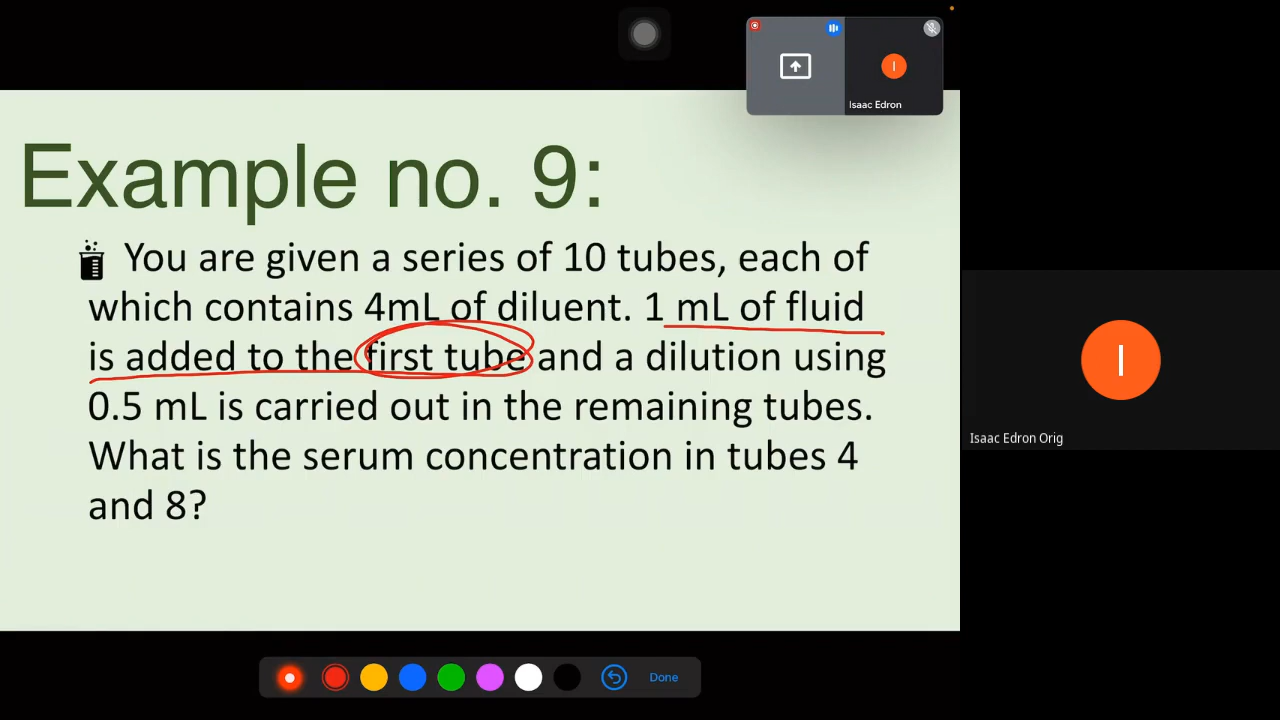 I
Isaac Edron
Example no. 9:
You are given a series of 10 tubes, each of
which contains 4mL of diluent. 1 mL of fluid
is added to the first tube and a dilution using
0.5 mL is carried out in the remaining tubes.
What is the serum concentration in tubes 4
and 8?
I
Isaac Edron Orig
Done